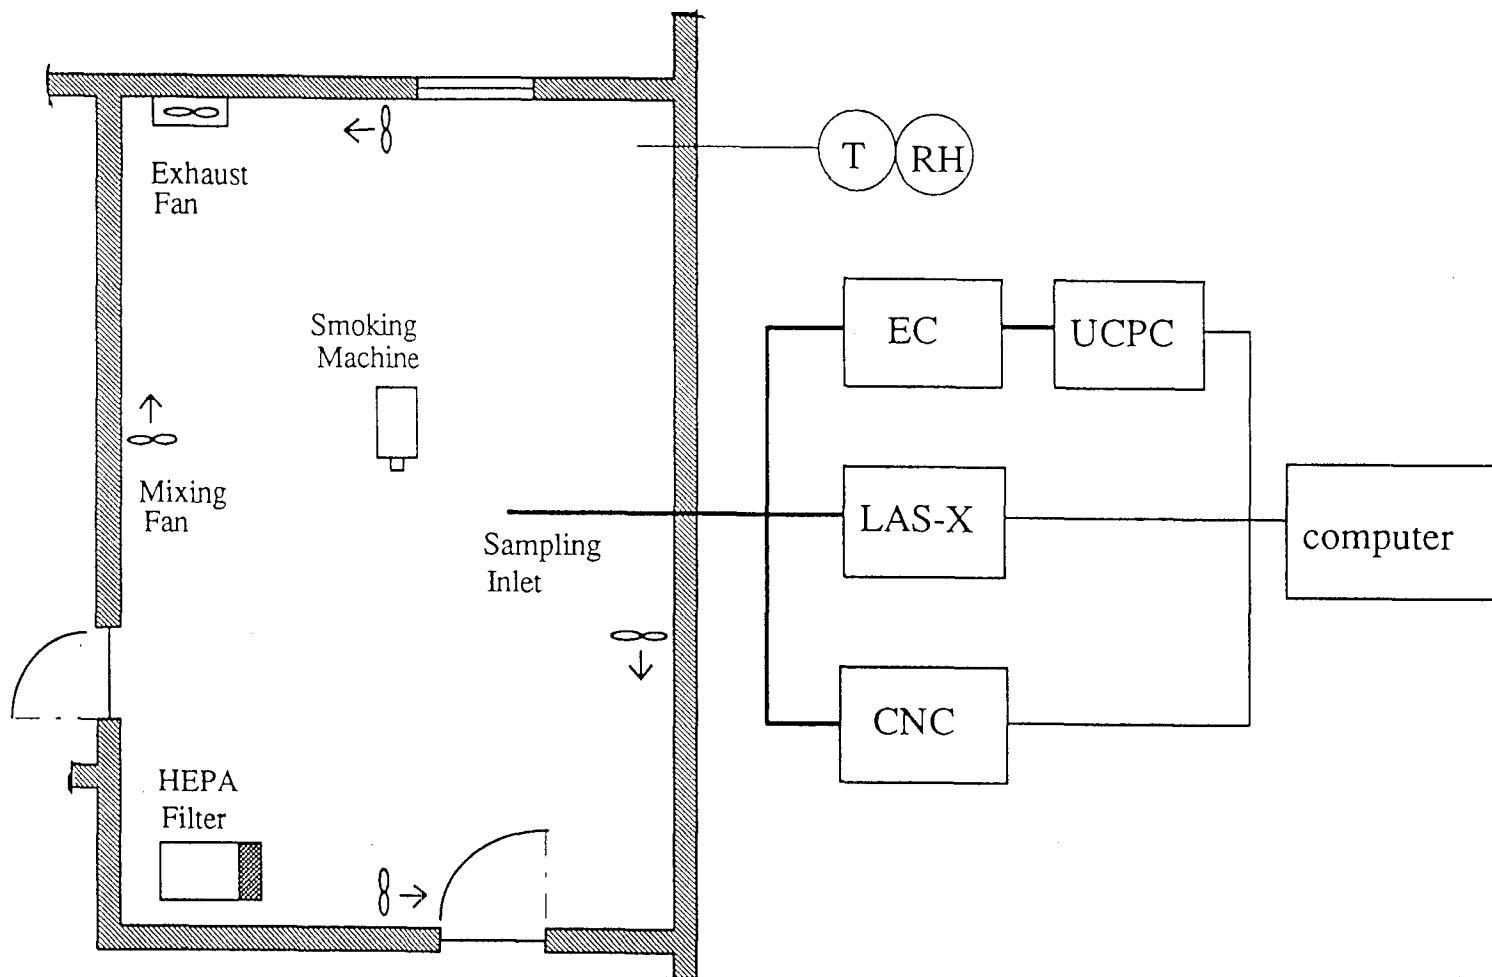 T
RH
Exhaust
Fan
EC
UCPC
Smoking
Machine
Mixing
Fan
LAS-X
computer
Sampling
Inlet
CNC
HEPA
Filter